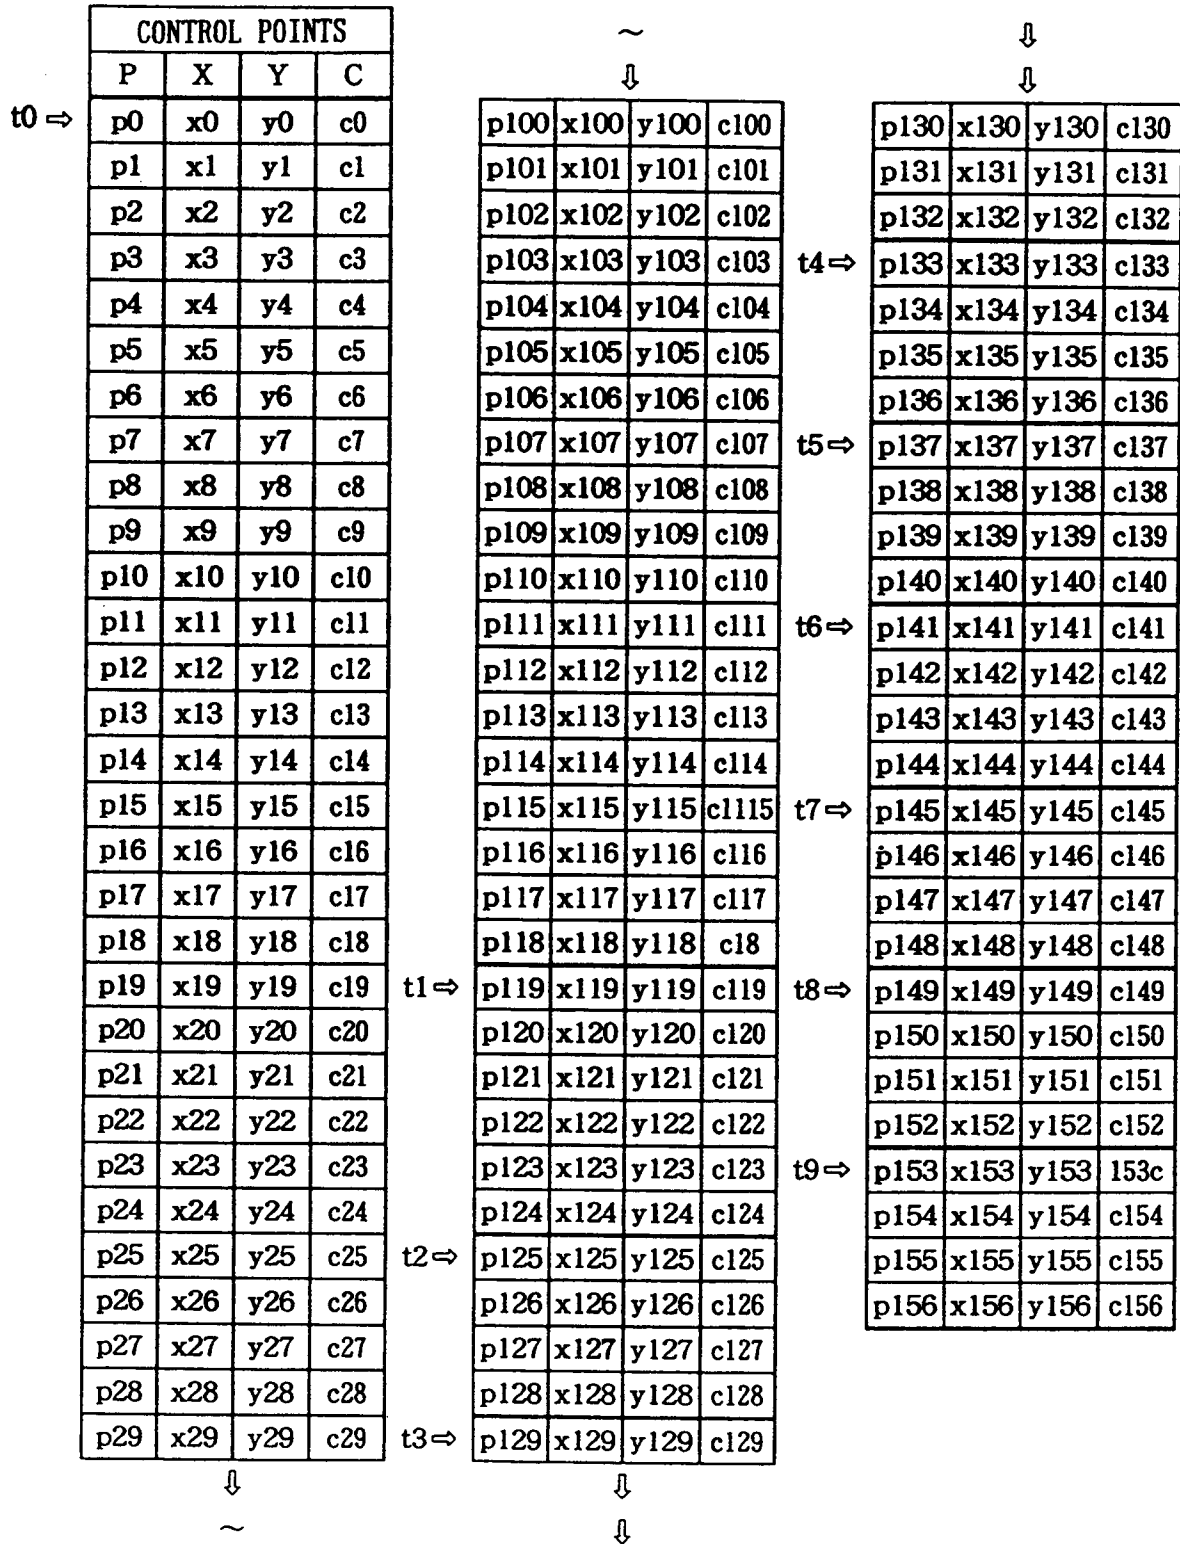 CONTROL POINTS
P X Y C
t0 ⇨ p0 x0 y0 c0
p1 x1 y1 c1
p2 x2 y2 c2
p3 x3 y3 c3
p4 x4 y4 c4
p5 x5 y5 c5
p6 x6 y6 c6
p7 x7 y7 c7
p8 x8 y8 c8
p9 x9 y9 c9
p10 x10 y10 c10
p11 x11 y11 c11
p12 x12 y12 c12
p13 x13 y13 c13
p14 x14 y14 c14
p15 x15 y15 c15
p16 x16 y16 c16
p17 x17 y17 c17
p18 x18 y18 c18
p19 x19 y19 c19
p20 x20 y20 c20
p21 x21 y21 c21
p22 x22 y22 c22
p23 x23 y23 c23
p24 x24 y24 c24
p25 x25 y25 c25
p26 x26 y26 c26
p27 x27 y27 c27
p28 x28 y28 c28
p29 x29 y29 c29
⇩
~
~
⇩
p100 x100 y100 c100
p101 x101 y101 c101
p102 x102 y102 c102
p103 x103 y103 c103
p104 x104 y104 c104
p105 x105 y105 c105
p106 x106 y106 c106
p107 x107 y107 c107
p108 x108 y108 c108
p109 x109 y109 c109
p110 x110 y110 c110
p111 x111 y111 c111
p112 x112 y112 c112
p113 x113 y113 c113
p114 x114 y114 c114
p115 x115 y115 c1115
p116 x116 y116 c116
p117 x117 y117 c117
p118 x118 y118 c18
t1 ⇨ p119 x119 y119 c119
p120 x120 y120 c120
p121 x121 y121 c121
p122 x122 y122 c122
p123 x123 y123 c123
p124 x124 y124 c124
t2 ⇨ p125 x125 y125 c125
p126 x126 y126 c126
p127 x127 y127 c127
p128 x128 y128 c128
t3 ⇨ p129 x129 y129 c129
⇩
⇩
⇩
⇩
p130 x130 y130 c130
p131 x131 y131 c131
p132 x132 y132 c132
t4 ⇨ p133 x133 y133 c133
p134 x134 y134 c134
p135 x135 y135 c135
p136 x136 y136 c136
t5 ⇨ p137 x137 y137 c137
p138 x138 y138 c138
p139 x139 y139 c139
p140 x140 y140 c140
t6 ⇨ p141 x141 y141 c141
p142 x142 y142 c142
p143 x143 y143 c143
p144 x144 y144 c144
t7 ⇨ p145 x145 y145 c145
p146 x146 y146 c146
p147 x147 y147 c147
p148 x148 y148 c148
t8 ⇨ p149 x149 y149 c149
p150 x150 y150 c150
p151 x151 y151 c151
p152 x152 y152 c152
t9 ⇨ p153 x153 y153 153c
p154 x154 y154 c154
p155 x155 y155 c155
p156 x156 y156 c156